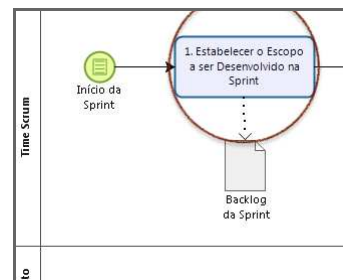 Time Scrum
Início da
Sprint
1. Estabelecer o Escopo
a ser Desenvolvido na
Sprint
Backlog
da Sprint
to